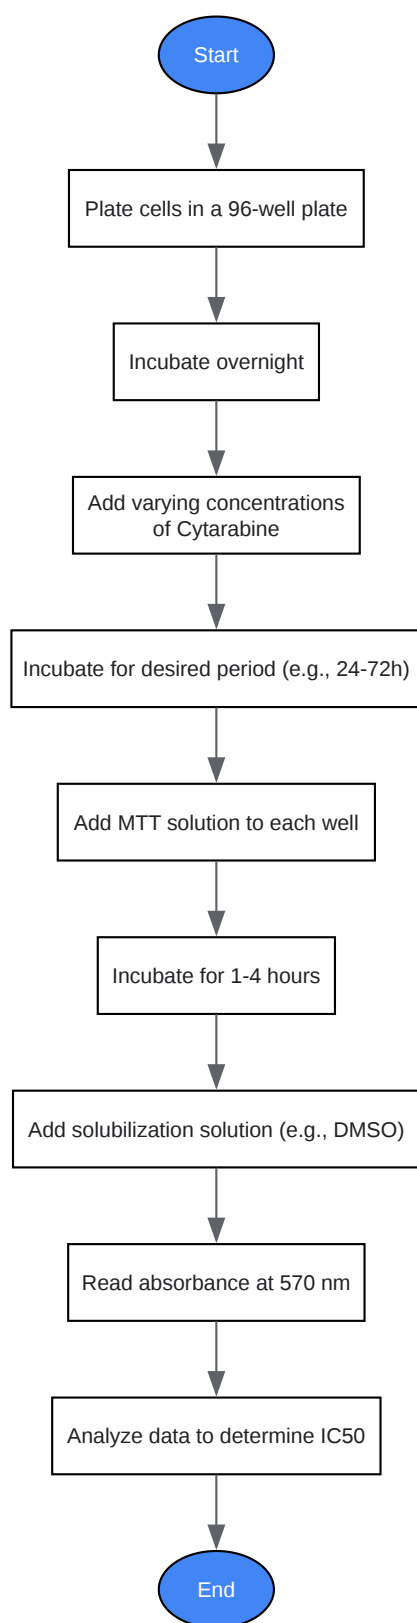 Start
Plate cells in a 96-well plate
Incubate overnight
Add varying concentrations
of Cytarabine
Incubate for desired period (e.g., 24-72h)
Add MTT solution to each well
Incubate for 1-4 hours
Add solubilization solution (e.g., DMSO)
Read absorbance at 570 nm
Analyze data to determine IC50
End